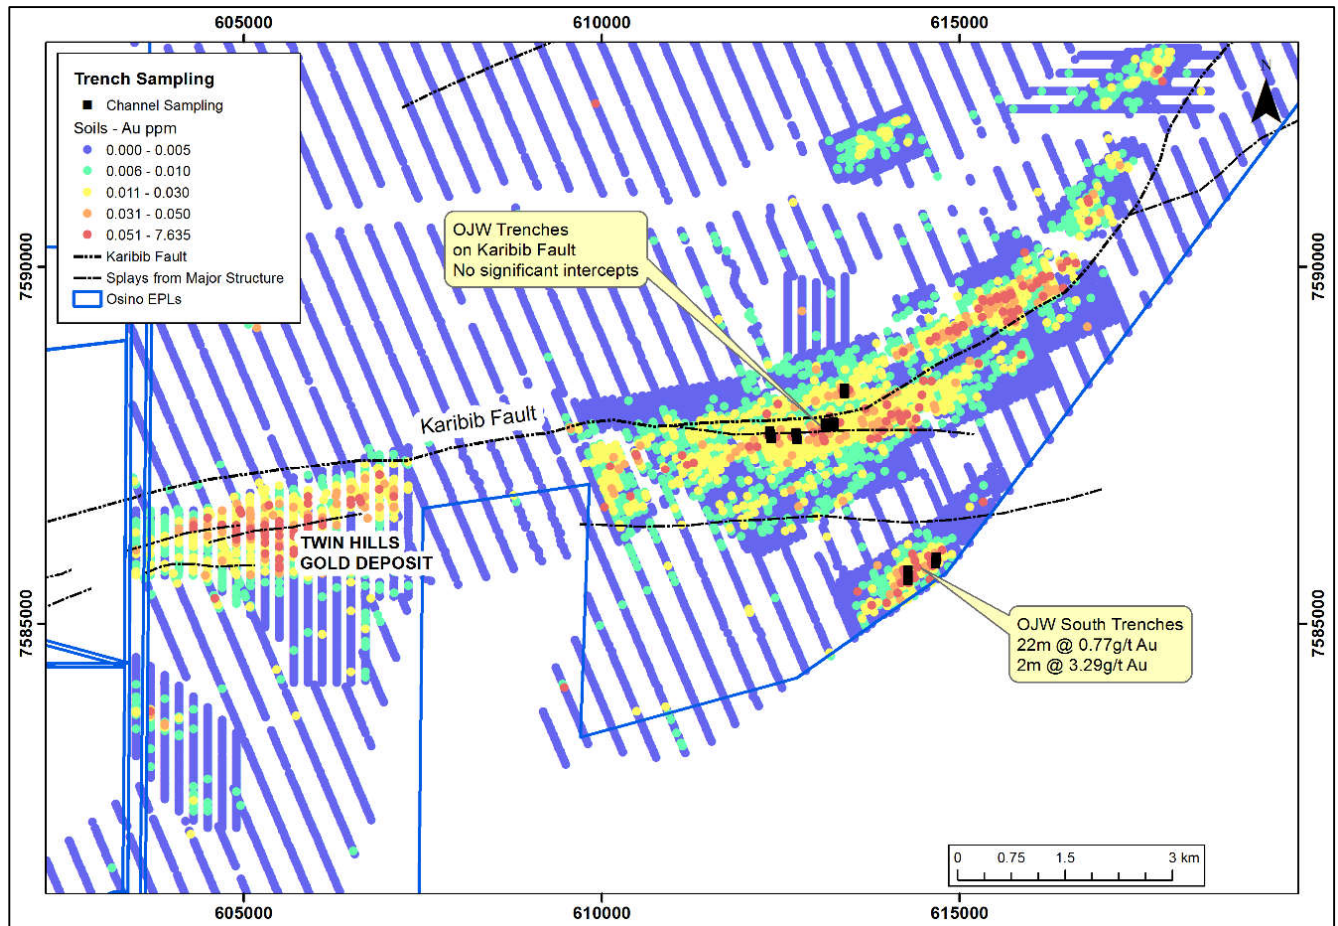 605000
610000
615000
Trench Sampling
Channel Sampling
Soils - Au ppm
0.000 - 0.005
0.006 - 0.010
0.011 - 0.030
0.031 - 0.050
0.051 - 7.635
Karibib Fault
Splays from Major Structure
Osino EPLs
N
7590000
7590000
OJW Trenches
on Karibib Fault
No significant intercepts
Karibib Fault
TWIN HILLS
GOLD DEPOSIT
7585000
7585000
OJW South Trenches
22m @ 0.77g/t Au
2m @ 3.29g/t Au
0 0.75 1.5 3 km
605000
610000
615000